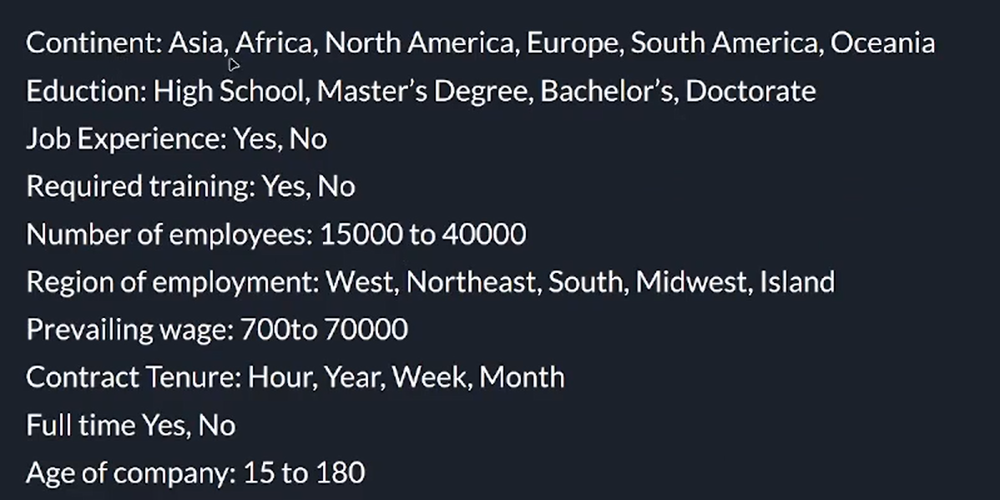 Continent: Asia, Africa, North America, Europe, South America, Oceania
Eduction: High School, Master’s Degree, Bachelor’s, Doctorate
Job Experience: Yes, No
Required training: Yes, No
Number of employees: 15000 to 40000
Region of employment: West, Northeast, South, Midwest, Island
Prevailing wage: 700to 70000
Contract Tenure: Hour, Year, Week, Month
Full time Yes, No
Age of company: 15 to 180